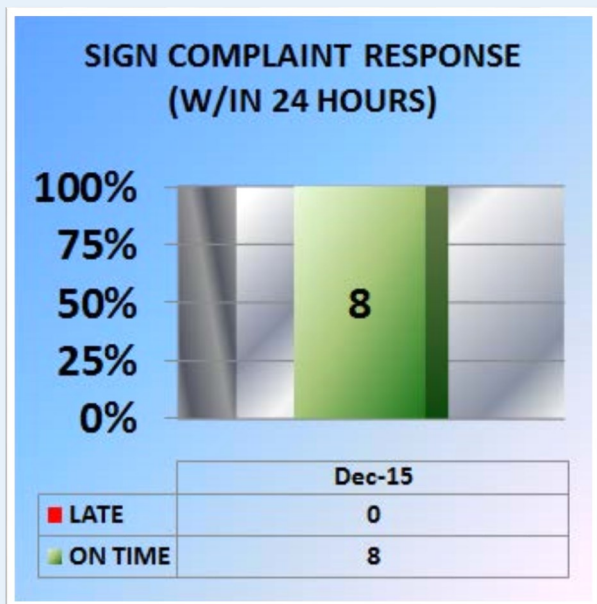 SIGN COMPLAINT RESPONSE
(W/IN 24 HOURS)
100%
75%
50%
25%
0%
8
Dec-15
LATE 0
ON TIME 8